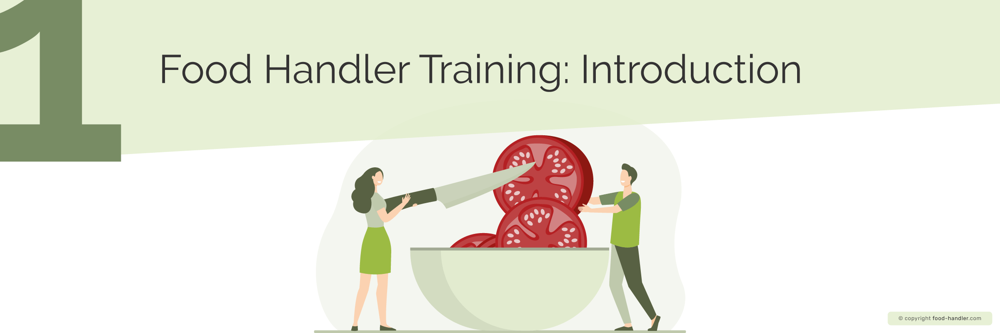 1
Food Handler Training: Introduction
© copyright food-handler.com